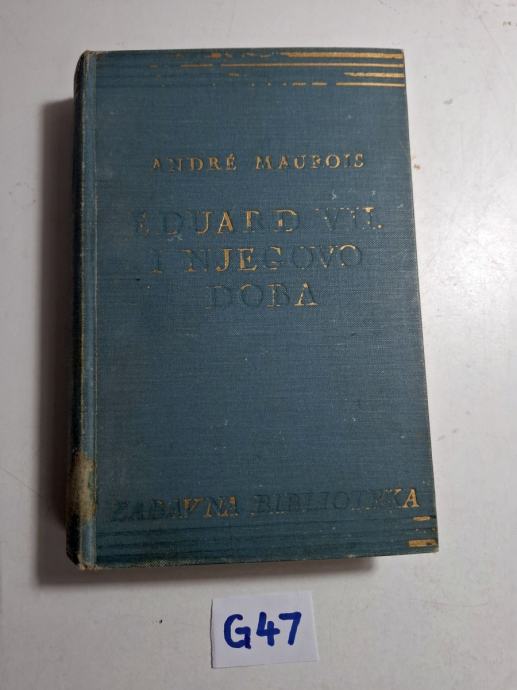 ANDRÉ MAUROIS
EDUARD VII.
I NJEGOVO
DOBA
ZABAVNA BIBLIOTEKA
G47